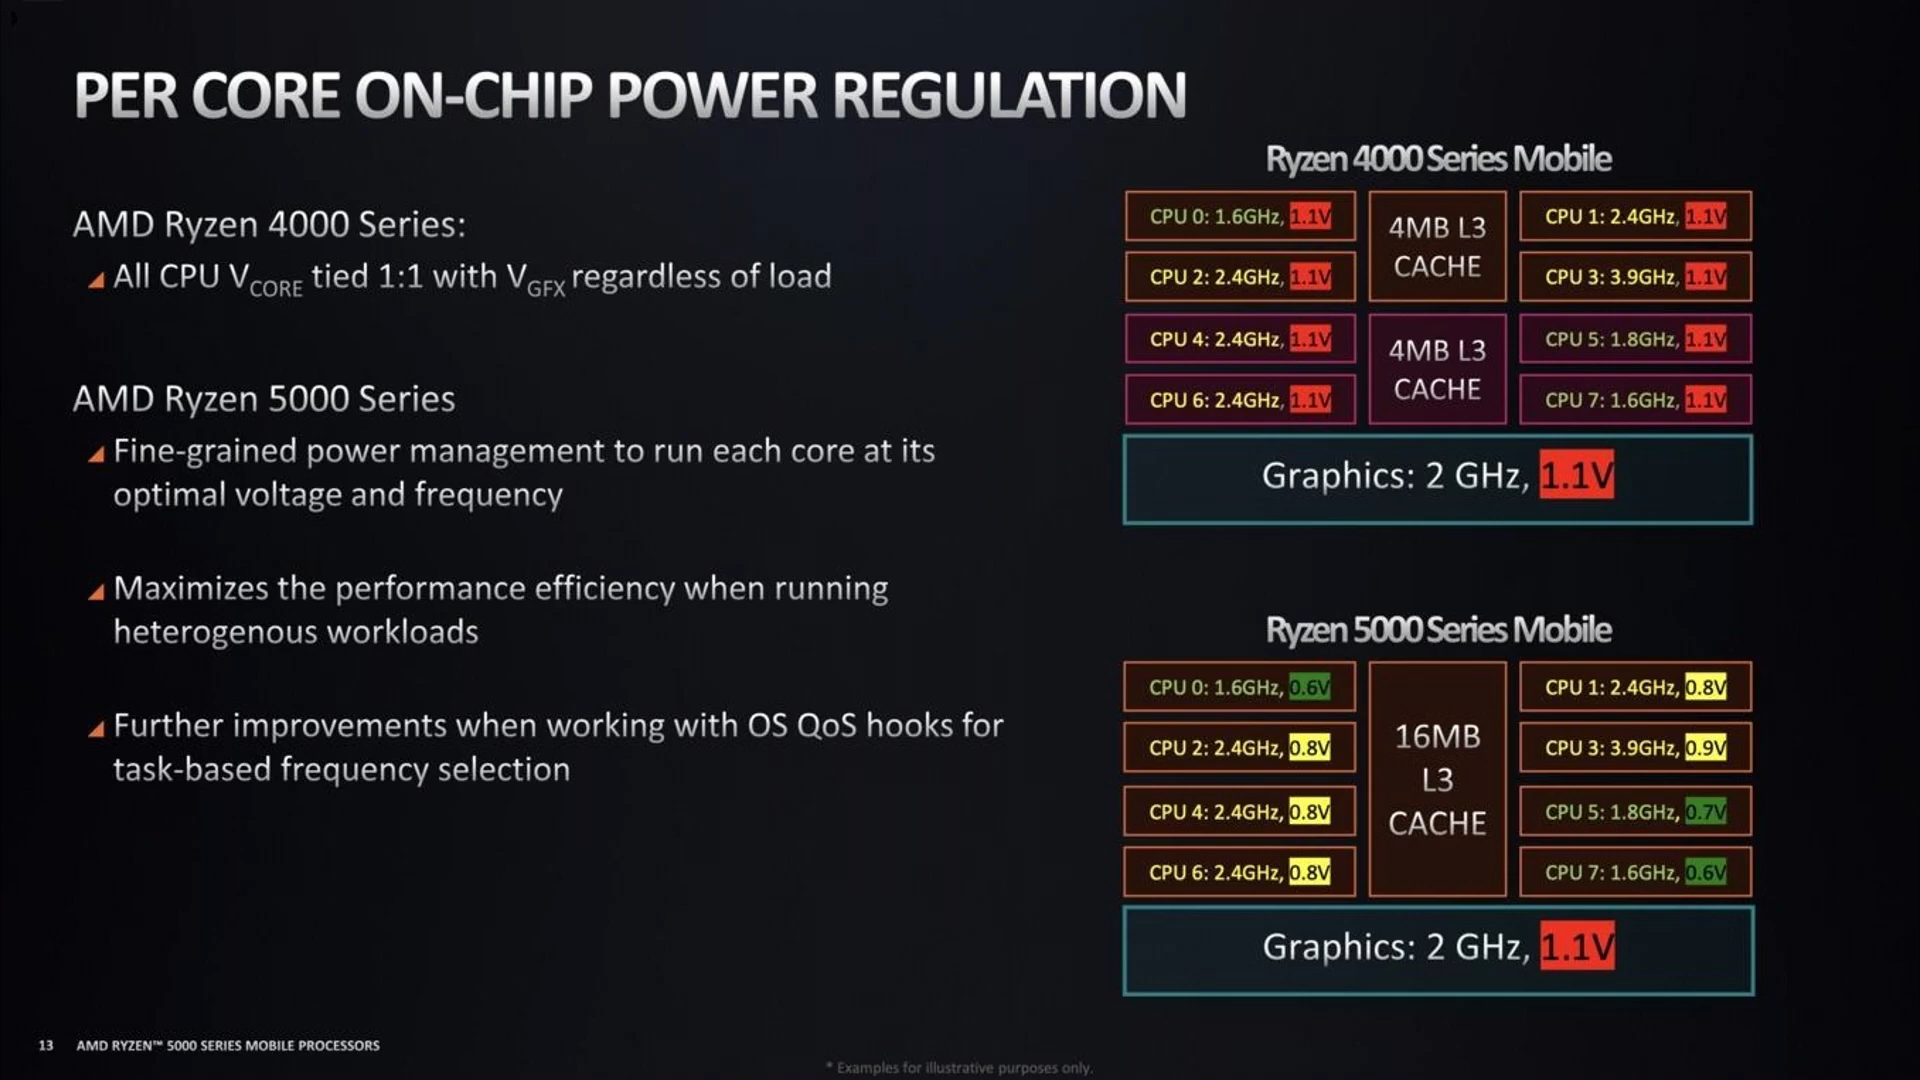 PER CORE ON-CHIP POWER REGULATION
AMD Ryzen 4000 Series:
All CPU VCORE tied 1:1 with VGFX regardless of load
AMD Ryzen 5000 Series
Fine-grained power management to run each core at its
optimal voltage and frequency
Maximizes the performance efficiency when running
heterogenous workloads
Further improvements when working with OS QoS hooks for
task-based frequency selection
Ryzen 4000 Series Mobile
CPU 0: 1.6GHz, 1.1V
4MB L3
CACHE
CPU 1: 2.4GHz, 1.1V
CPU 2: 2.4GHz, 1.1V
CPU 3: 3.9GHz, 1.1V
CPU 4: 2.4GHz, 1.1V
4MB L3
CACHE
CPU 5: 1.8GHz, 1.1V
CPU 6: 2.4GHz, 1.1V
CPU 7: 1.6GHz, 1.1V
Graphics: 2 GHz, 1.1V
Ryzen 5000 Series Mobile
CPU 0: 1.6GHz, 0.6V
CPU 1: 2.4GHz, 0.8V
CPU 2: 2.4GHz, 0.8V
16MB
L3
CACHE
CPU 3: 3.9GHz, 0.9V
CPU 4: 2.4GHz, 0.8V
CPU 5: 1.8GHz, 0.7V
CPU 6: 2.4GHz, 0.8V
CPU 7: 1.6GHz, 0.6V
Graphics: 2 GHz, 1.1V
13 AMD RYZEN™ 5000 SERIES MOBILE PROCESSORS
* Examples for illustrative purposes only.